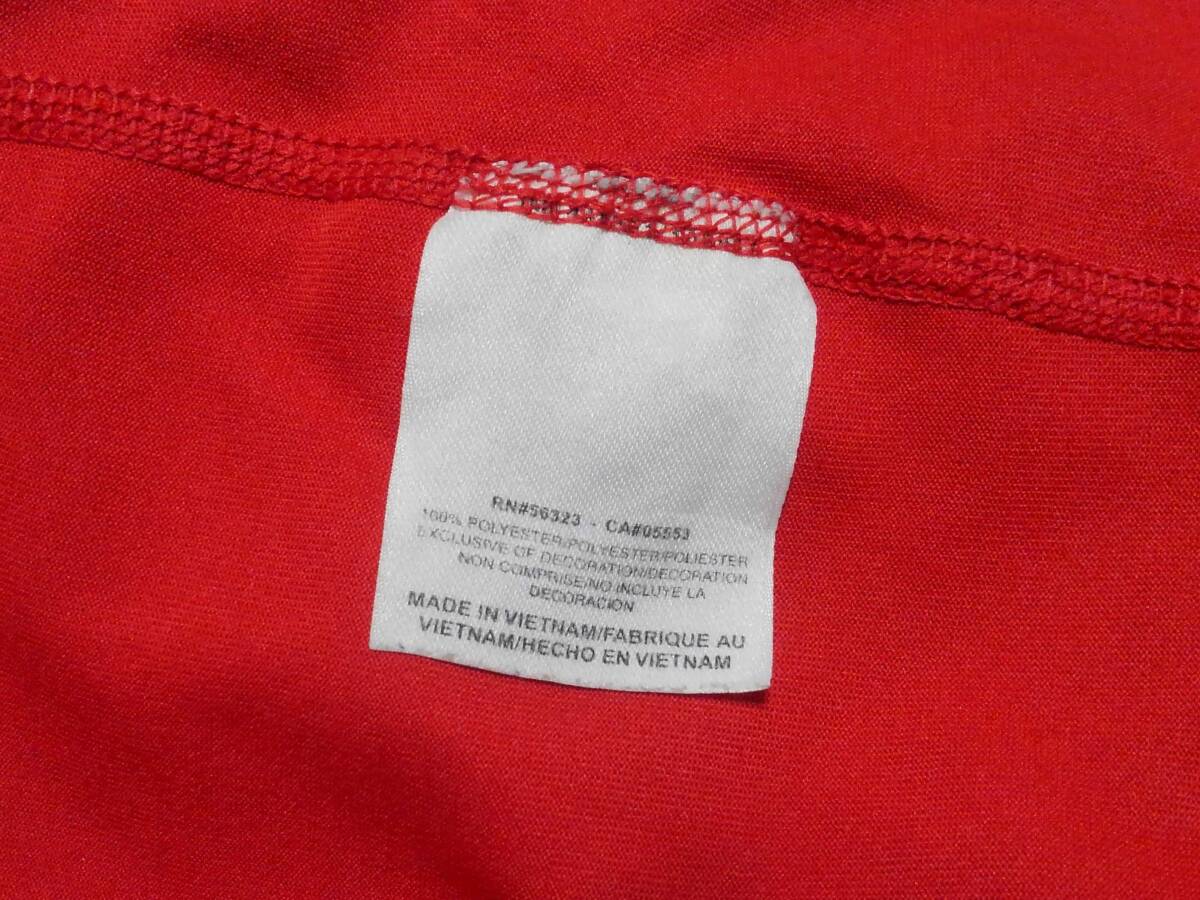 RN#56323 - CA#05553
100% POLYESTER/POLYESTER/POLIESTER
EXCLUSIVE OF DECORATION/DECORATION
NON COMPRISE/NO INCLUYE LA
DECORACION
MADE IN VIETNAM/FABRIQUE AU
VIETNAM/HECHO EN VIETNAM